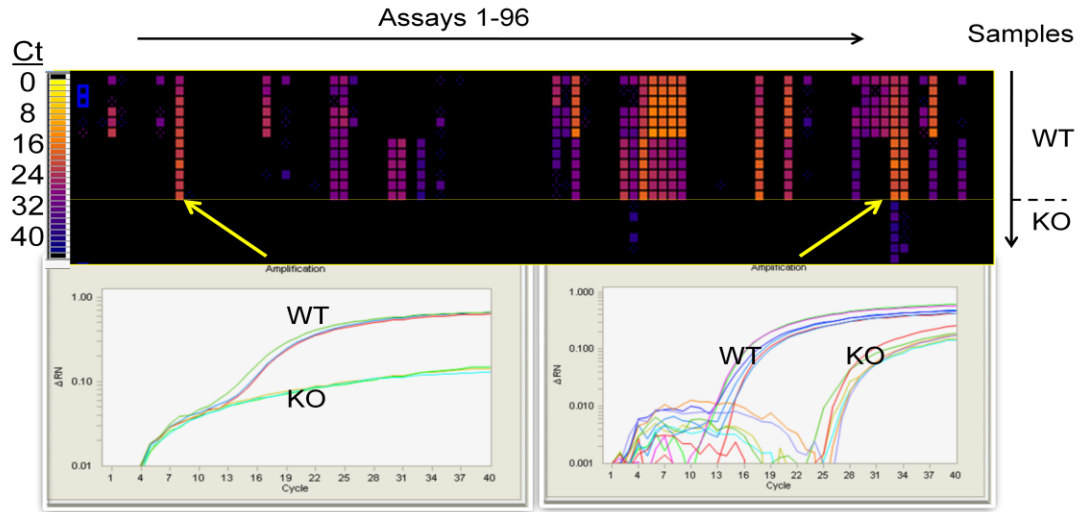 Assays 1-96
Samples
Ct
0
8
16
24
32
40
WT
KO
Amplification
1.00
0.10
0.01
ΔRN
WT
KO
1 4 7 10 13 16 19 22 25 28 31 34 37 40
Cycle
Amplification
1.000
0.100
0.010
0.001
ΔRN
WT
KO
1 4 7 10 13 16 19 22 25 28 31 34 37 40
Cycle